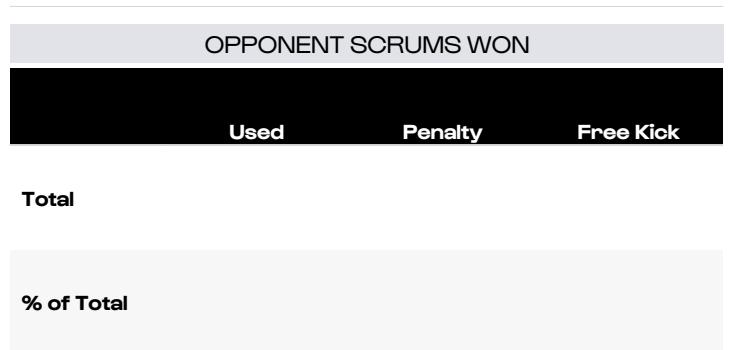 OPPONENT SCRUMS WON
Used Penalty Free Kick
Total
% of Total